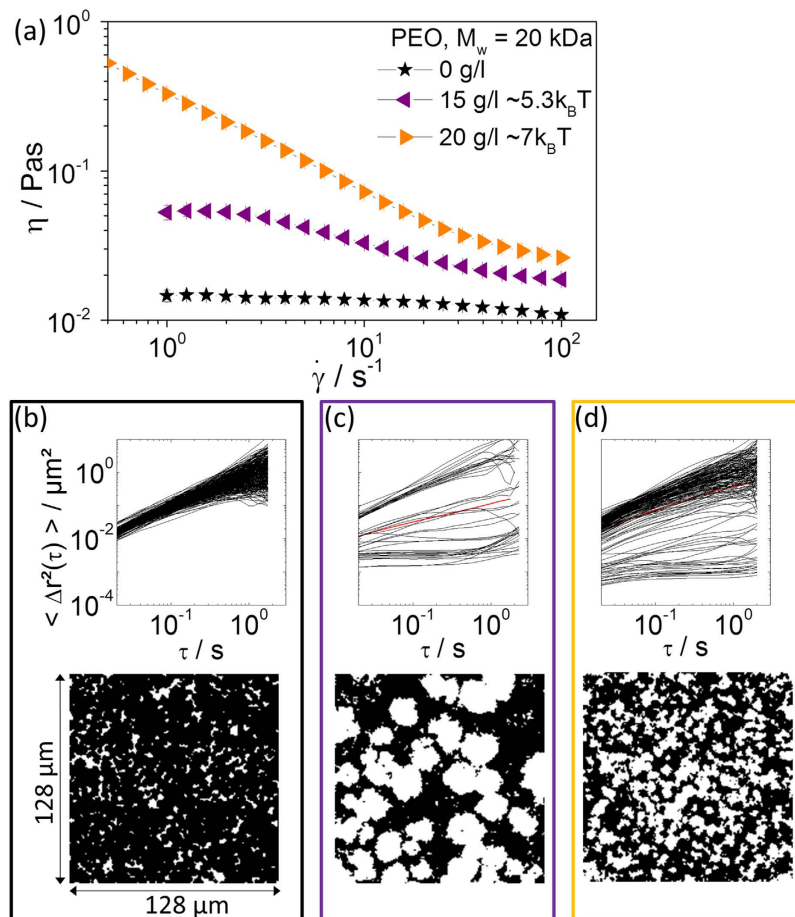 (a)
PEO, M_w = 20 kDa
0 g/l
15 g/l ~5.3k_BT
20 g/l ~7k_BT
η / Pas
10^0
10^-1
10^-2
10^0 10^1 10^2
γ̇ / s^-1
(b)
(c)
(d)
< Δr²(τ) > / μm²
10^0
10^-2
10^-4
10^-1 10^0
10^-1 10^0
10^-1 10^0
τ / s
τ / s
τ / s
128 μm
128 μm